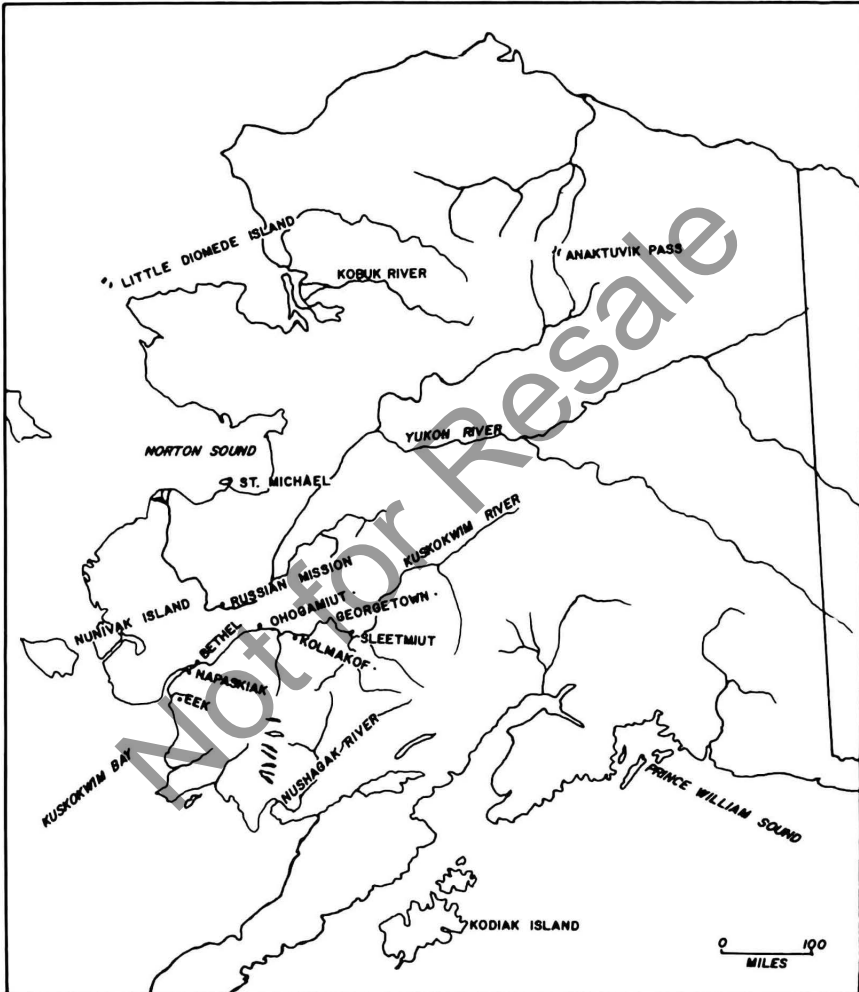 LITTLE DIOMEDE ISLAND
KOBUK RIVER
ANAKTUVIK PASS
YUKON RIVER
NORTON SOUND
ST. MICHAEL
KUSKOKWIM RIVER
RUSSIAN MISSION
NUNIVAK ISLAND
OHOGAMIUT
GEORGETOWN
BETHEL
KOLMAKOF
SLEETMIUT
NAPASKIAK
EEK
NUSHAGAK RIVER
KUSKOKWIM BAY
PRINCE WILLIAM SOUND
KODIAK ISLAND
0 100
MILES
Not for Resale